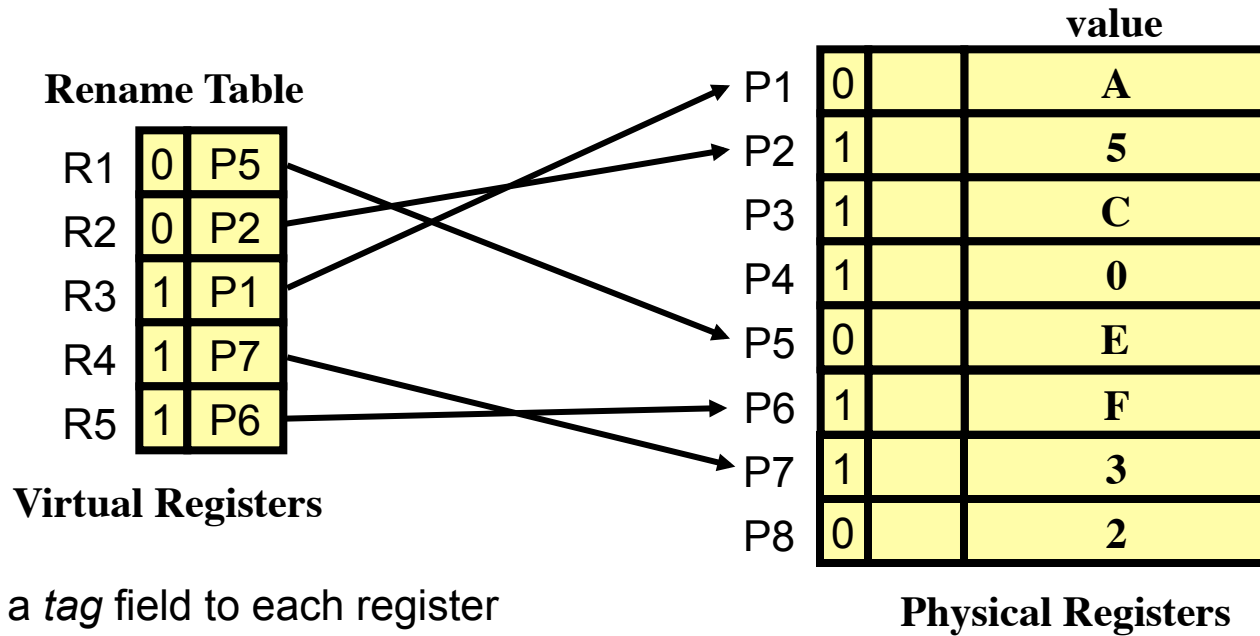 value
Rename Table
R1 0 P5
R2 0 P2
R3 1 P1
R4 1 P7
R5 1 P6
Virtual Registers
P1 0 A
P2 1 5
P3 1 C
P4 1 0
P5 0 E
P6 1 F
P7 1 3
P8 0 2
a tag field to each register
Physical Registers